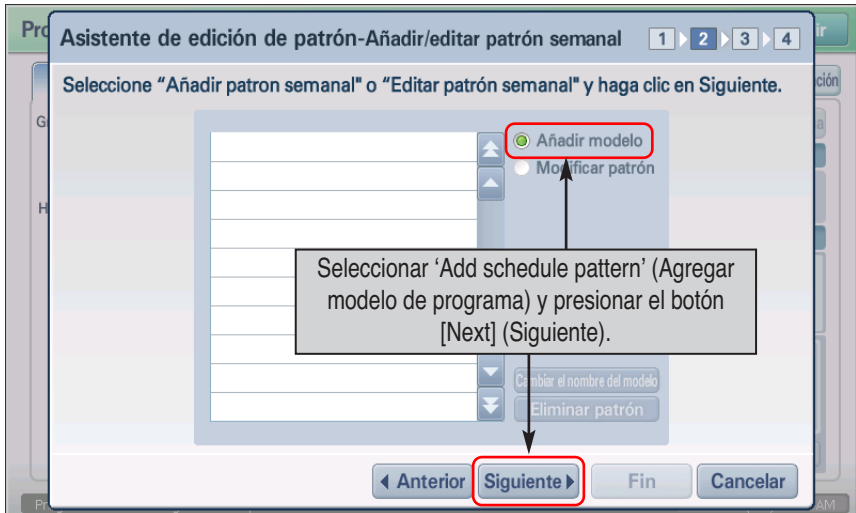 Asistente de edición de patrón-Añadir/editar patrón semanal 1 2 3 4
Seleccione “Añadir patron semanal" o “Editar patrón semanal" y haga clic en Siguiente.
Añadir modelo
Modificar patrón
Seleccionar ‘Add schedule pattern’ (Agregar
modelo de programa) y presionar el botón
[Next] (Siguiente).
Cambiar el nombre del modelo
Eliminar patrón
Anterior Siguiente Fin Cancelar
AM